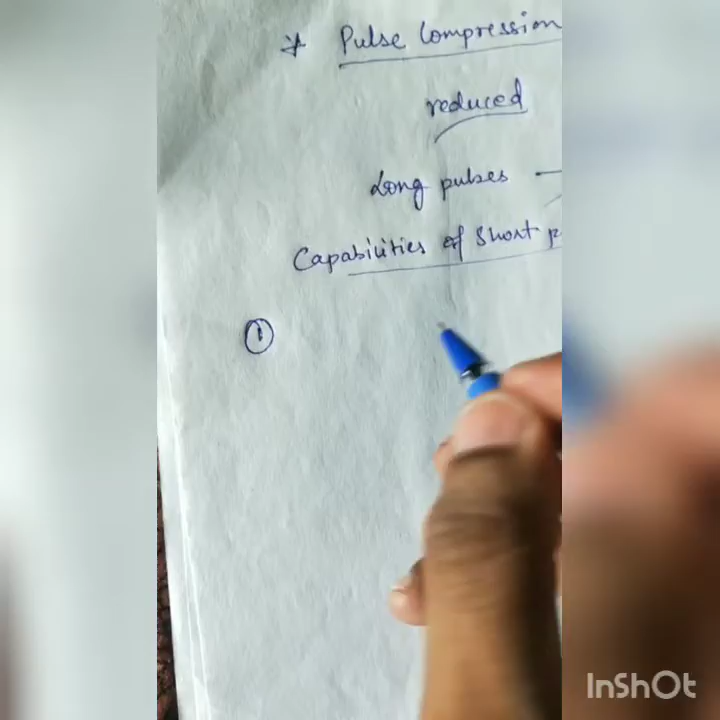 * Pulse Compression
reduced
Long pulses -
Capabilities of Short p
①
InShOt